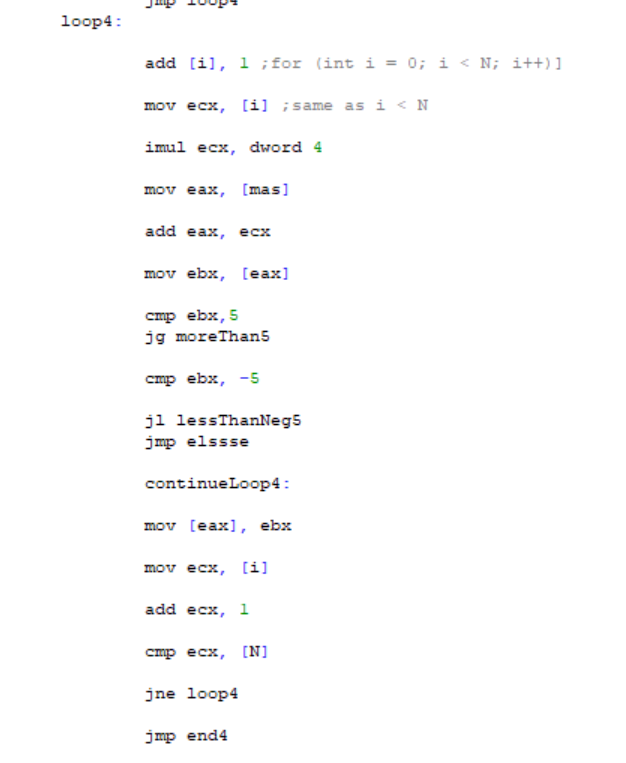 jmp loop4
loop4:
add [i], 1 ;for (int i = 0; i < N; i++)]
mov ecx, [i] ;same as i < N
imul ecx, dword 4
mov eax, [mas]
add eax, ecx
mov ebx, [eax]
cmp ebx,5
jg moreThan5
cmp ebx, -5
jl lessThanNeg5
jmp elssse
continueLoop4:
mov [eax], ebx
mov ecx, [i]
add ecx, 1
cmp ecx, [N]
jne loop4
jmp end4